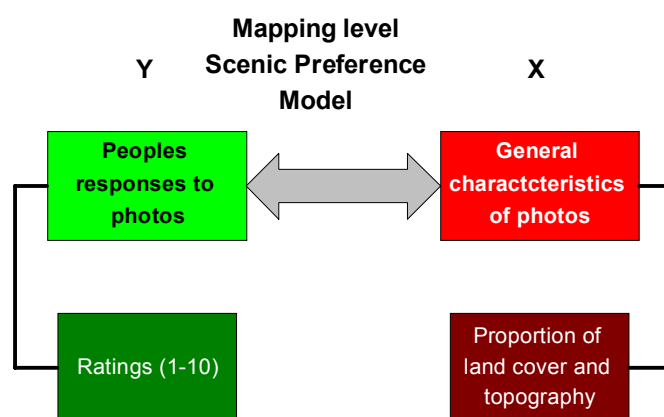 Mapping level
Y
Scenic Preference
X
Model
Peoples
responses to
photos
General
charactcteristics
of photos
Ratings (1-10)
Proportion of
land cover and
topography